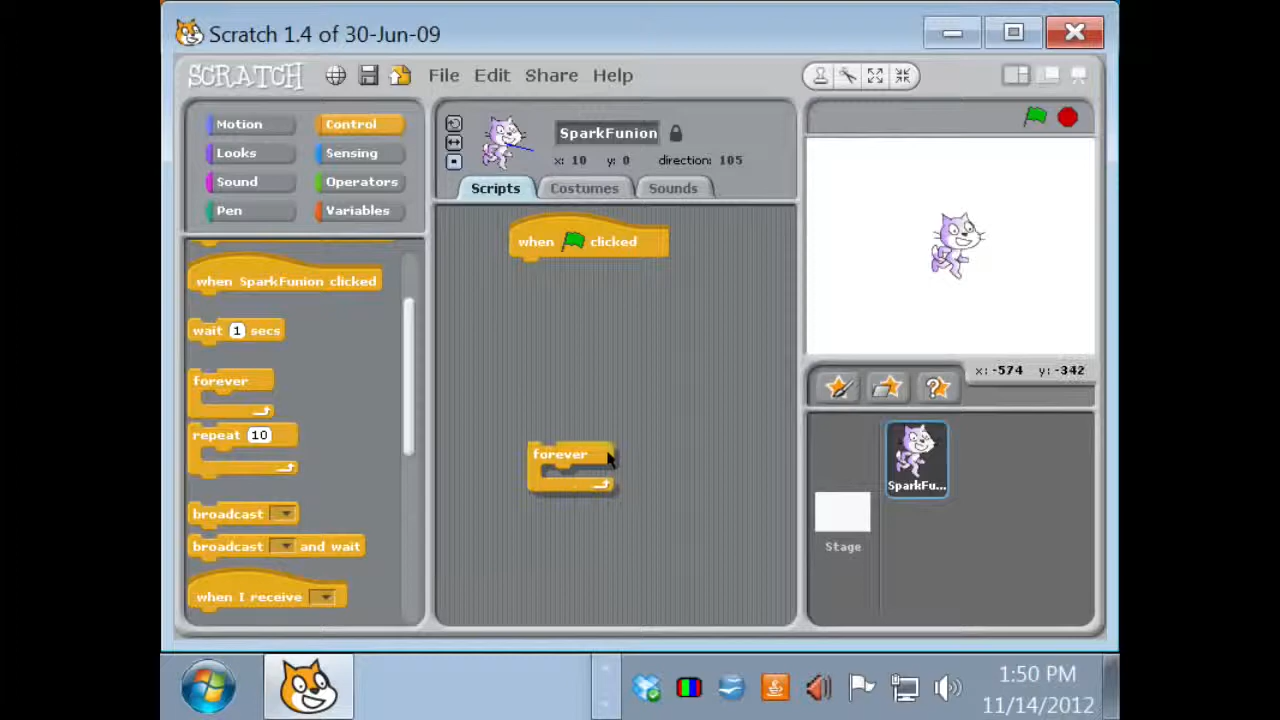 Scratch 1.4 of 30-Jun-09
SCRATCH
File Edit Share Help
Motion Control
Looks Sensing
Sound Operators
Pen Variables
SparkFunion
x: 10 y: 0 direction: 105
Scripts Costumes Sounds
when clicked
when SparkFunion clicked
wait 1 secs
forever
repeat 10
broadcast
broadcast and wait
when I receive
forever
x: -574 y: -342
SparkFu...
Stage
1:50 PM
11/14/2012